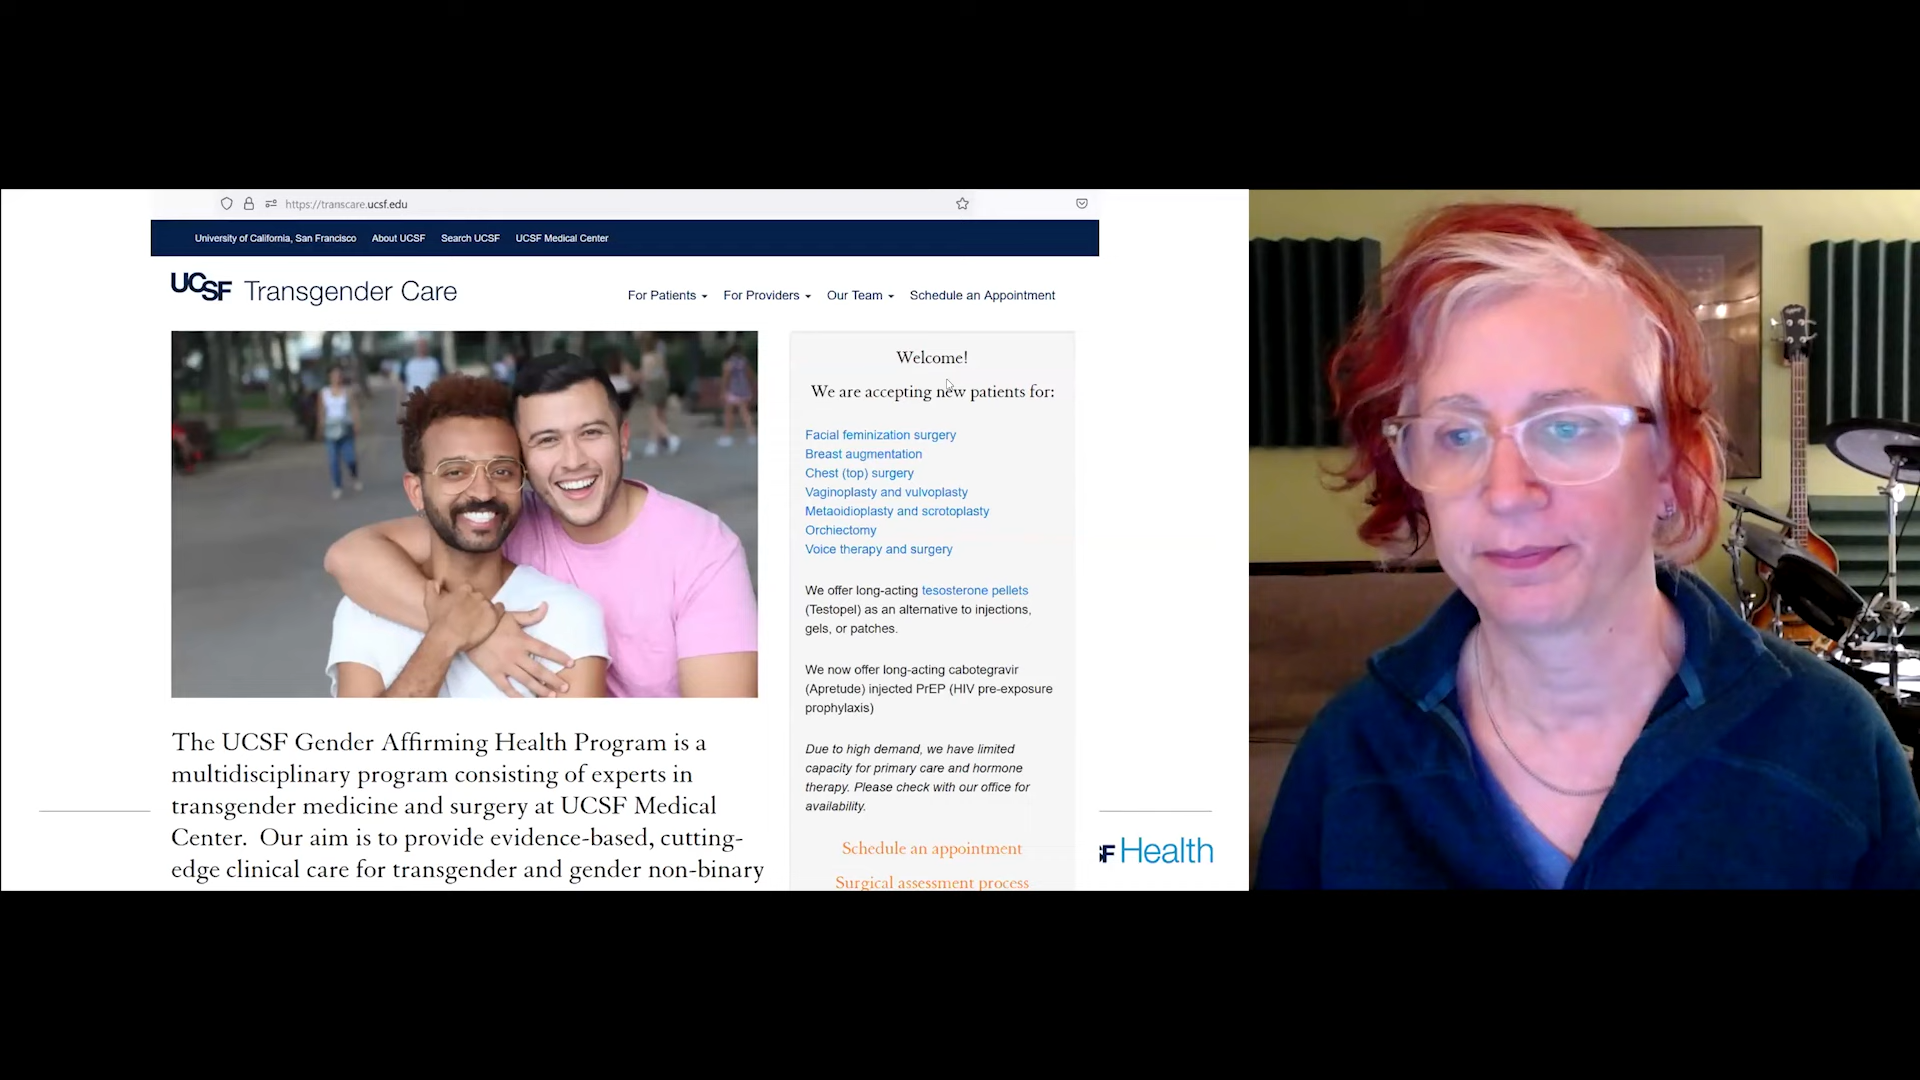 https://transcare.ucsf.edu
University of California, San Francisco About UCSF Search UCSF UCSF Medical Center
UCSF Transgender Care
For Patients For Providers Our Team Schedule an Appointment
Welcome!
We are accepting new patients for:
Facial feminization surgery
Breast augmentation
Chest (top) surgery
Vaginoplasty and vulvoplasty
Metaoidioplasty and scrotoplasty
Orchiectomy
Voice therapy and surgery
We offer long-acting tesosterone pellets
(Testopel) as an alternative to injections,
gels, or patches.
We now offer long-acting cabotegravir
(Apretude) injected PrEP (HIV pre-exposure
prophylaxis)
Due to high demand, we have limited
capacity for primary care and hormone
therapy. Please check with our office for
availability.
Schedule an appointment
Surgical assessment process
The UCSF Gender Affirming Health Program is a
multidisciplinary program consisting of experts in
transgender medicine and surgery at UCSF Medical
Center. Our aim is to provide evidence-based, cutting-
edge clinical care for transgender and gender non-binary
F Health